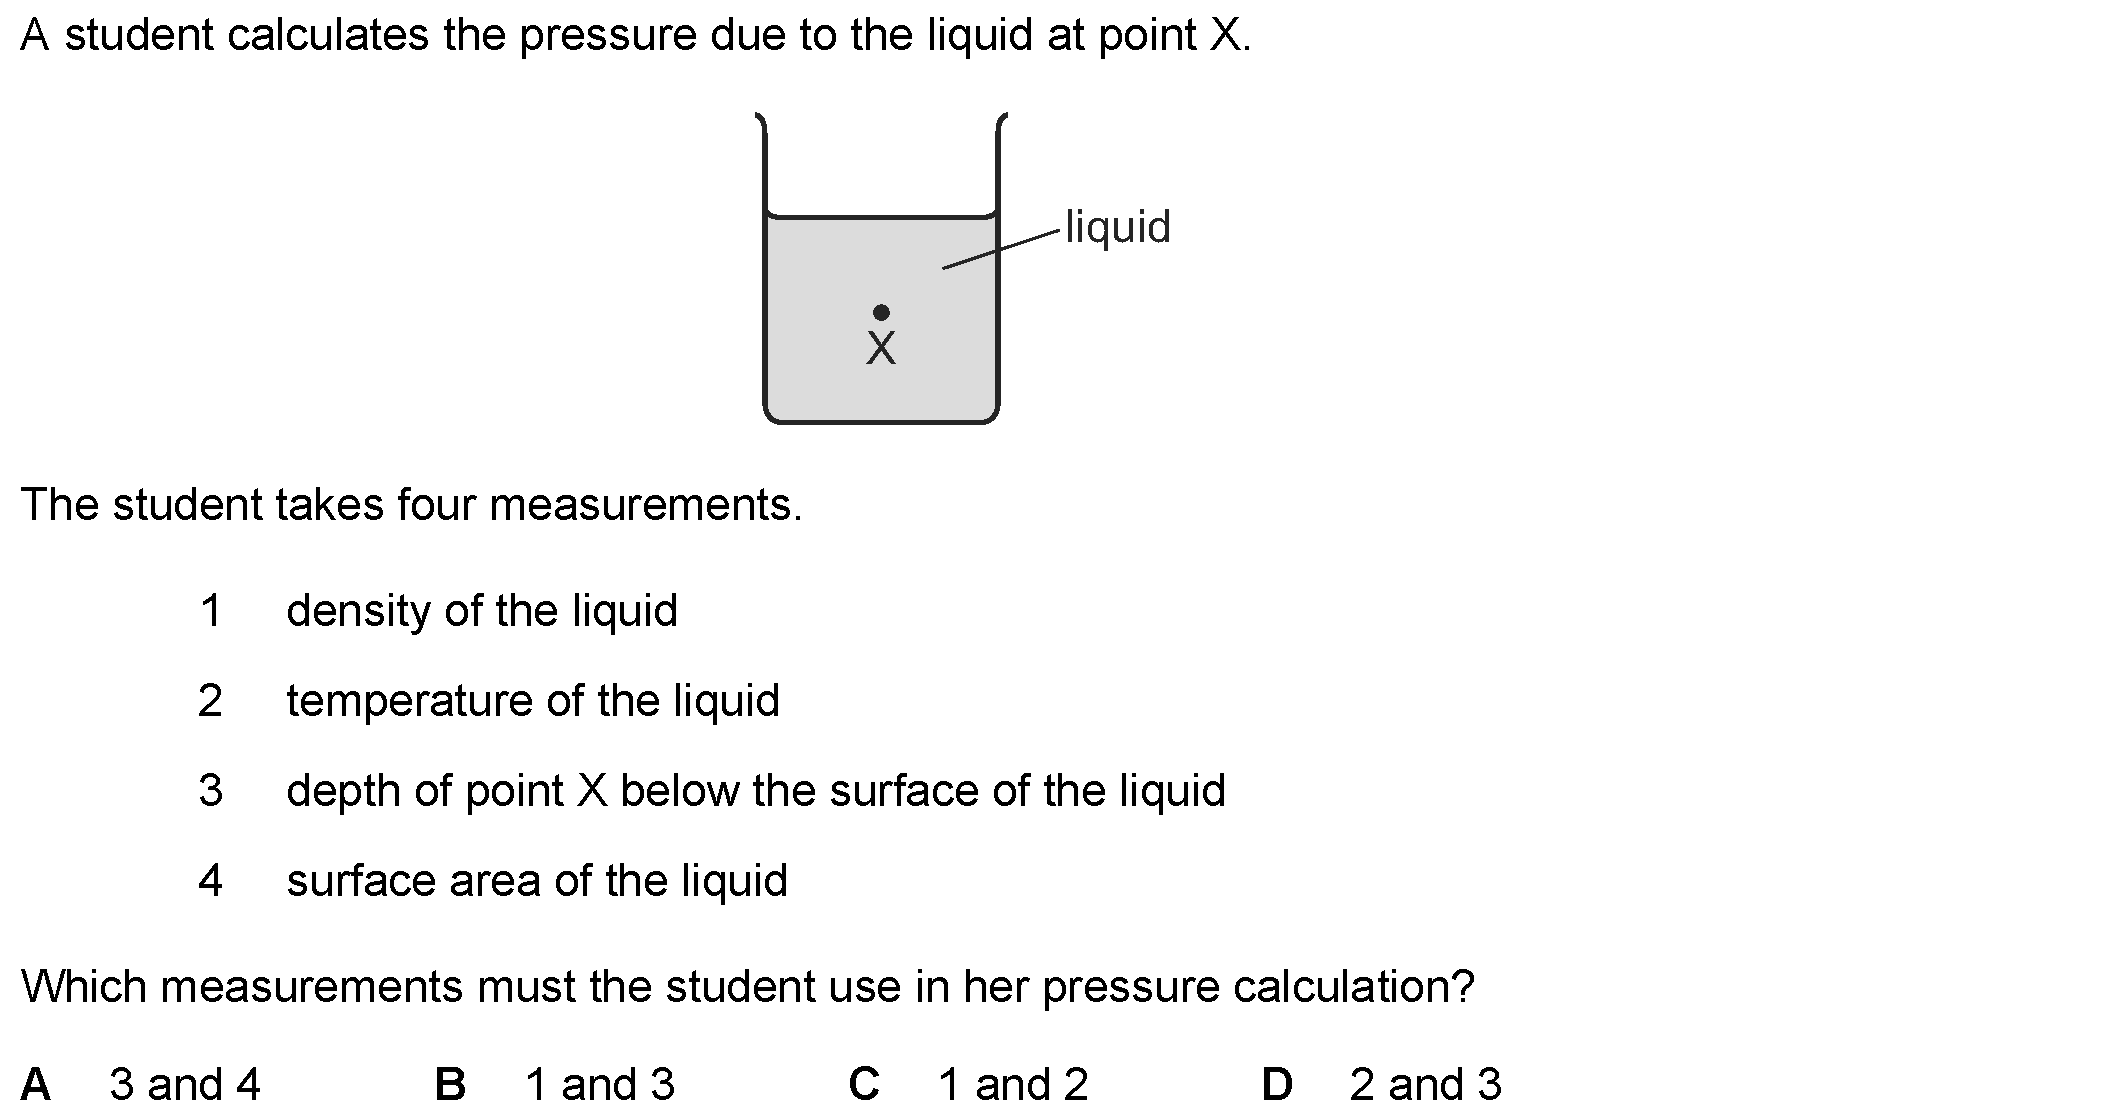 A student calculates the pressure due to the liquid at point X.
liquid
X
The student takes four measurements.
1 density of the liquid
2 temperature of the liquid
3 depth of point X below the surface of the liquid
4 surface area of the liquid
Which measurements must the student use in her pressure calculation?
A 3 and 4 B 1 and 3 C 1 and 2 D 2 and 3